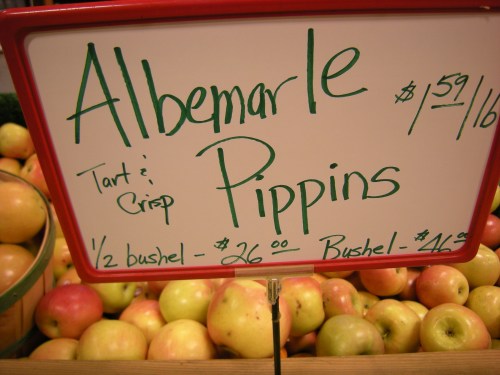 Albemarle
$1.59/lb
Tart & Crisp
Pippins
1/2 bushel - $26.00 Bushel - $46.00